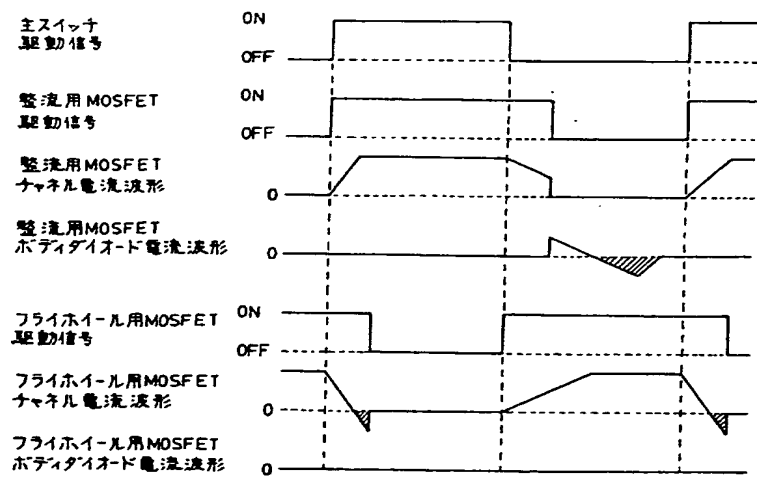 主スイッチ
駆動信号
ON
OFF
整流用MOSFET
駆動信号
ON
OFF
整流用MOSFET
チャネル電流波形
0
整流用MOSFET
ボディダイオード電流波形
0
フライホイール用MOSFET
駆動信号
ON
OFF
フライホイール用MOSFET
チャネル電流波形
0
フライホイール用MOSFET
ボディダイオード電流波形
0